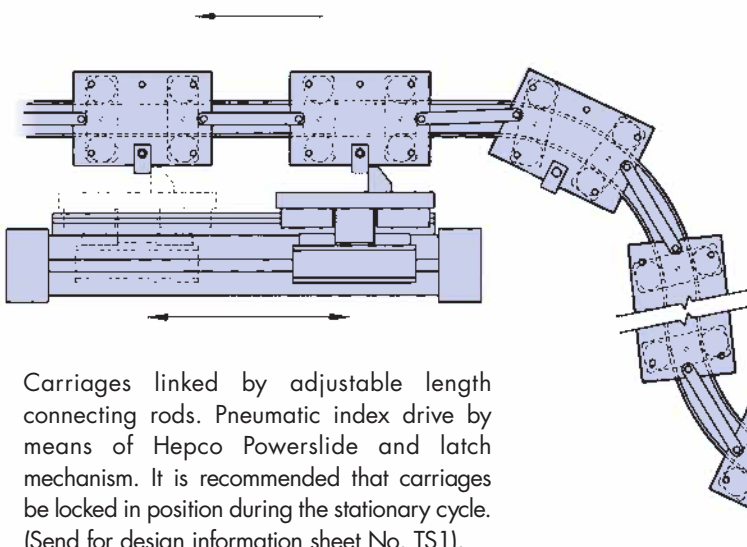 Carriages linked by adjustable length
connecting rods. Pneumatic index drive by
means of Hepco Powerslide and latch
mechanism. It is recommended that carriages
be locked in position during the stationary cycle.
(Send for design information sheet No. TS1).